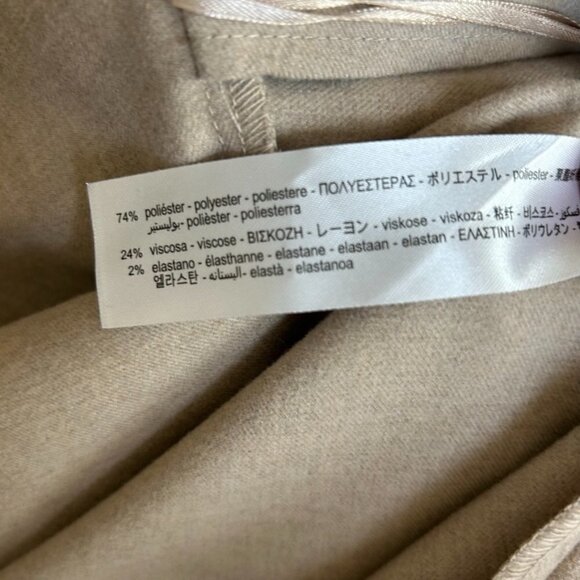 74% poliéster - polyester - poliestere - ΠΟΛΥΕΣΤΕΡΑΣ - ポリエステル - poliester -
بوليستير - polièster - poliesterra
24% viscosa - viscose - ΒΙΣΚΟΖΗ - レーヨン - viskose - viskoza - 粘纤 - 비스코스 -
2% elastano - élasthanne - elastane - elastaan - elastan - ΕΛΑΣΤΙΝΗ - ポリウレタン -
엘라스탄 - اليستانه - elastà - elastanoa